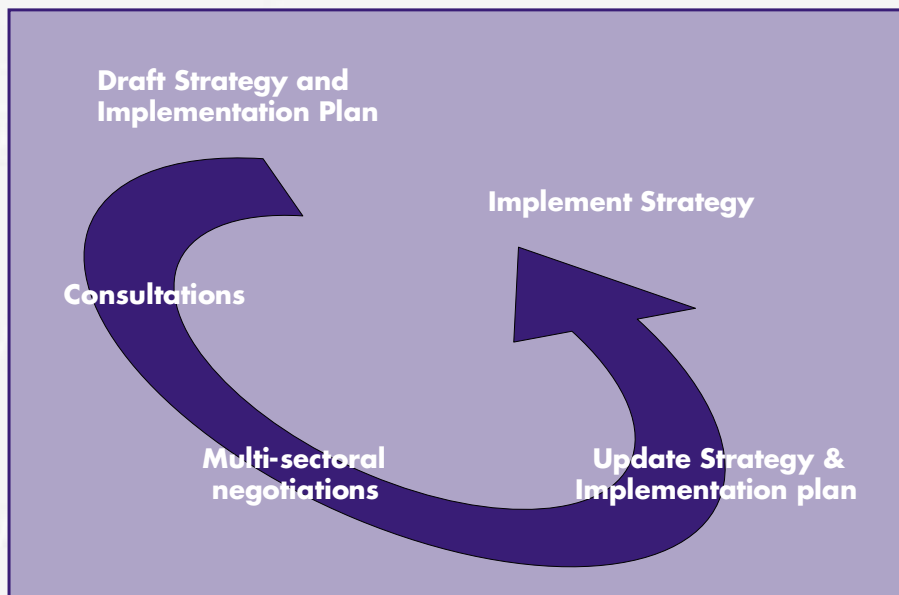 Draft Strategy and
Implementation Plan
Implement Strategy
Consultations
Multi-sectoral
negotiations
Update Strategy &
Implementation plan